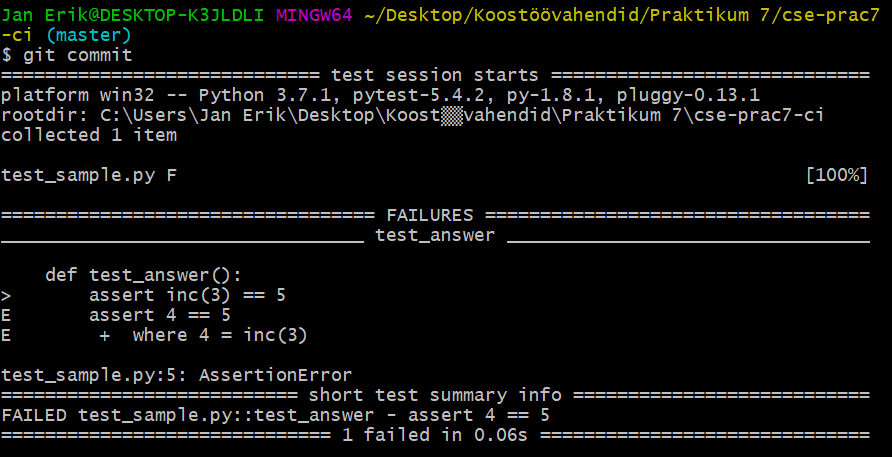 Jan Erik@DESKTOP-K3JLDLI MINGW64 ~/Desktop/Koostöövahendid/Praktikum 7/cse-prac7
-ci (master)
$ git commit
============================= test session starts =============================
platform win32 -- Python 3.7.1, pytest-5.4.2, py-1.8.1, pluggy-0.13.1
rootdir: C:\Users\Jan Erik\Desktop\Koost▒▒vahendid\Praktikum 7\cse-prac7-ci
collected 1 item

test_sample.py F                                                         [100%]

================================== FAILURES ===================================
_________________________________ test_answer _________________________________

    def test_answer():
>       assert inc(3) == 5
E       assert 4 == 5
E        +  where 4 = inc(3)

test_sample.py:5: AssertionError
=========================== short test summary info ===========================
FAILED test_sample.py::test_answer - assert 4 == 5
============================== 1 failed in 0.06s ==============================